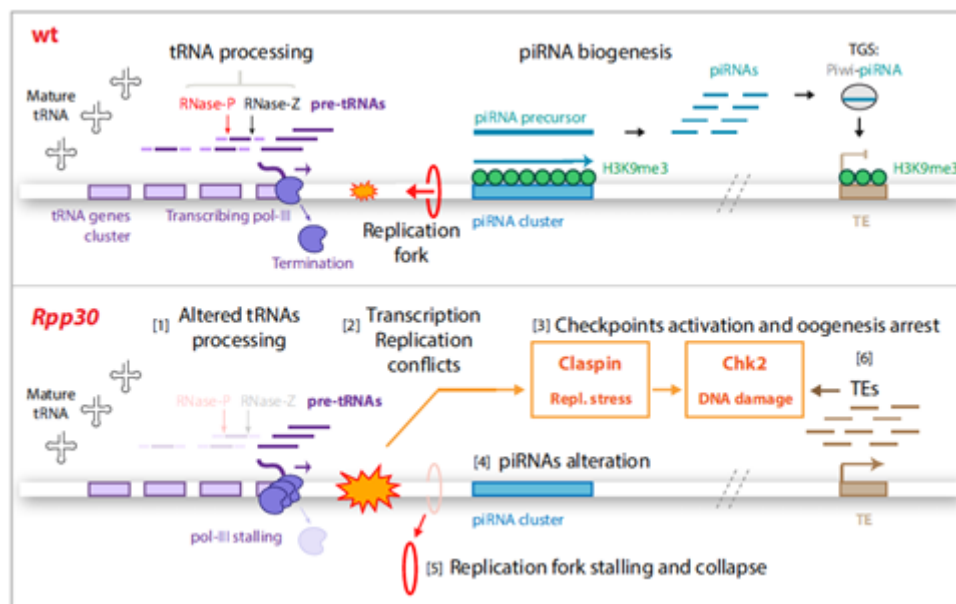 wt
tRNA processing
piRNA biogenesis
TGS:
Piwi-piRNA
piRNAs
Mature
tRNA
RNase-P
RNase-Z
pre-tRNAs
piRNA precursor
H3K9me3
H3K9me3
tRNA genes
cluster
Transcribing pol-III
Termination
Replication
fork
piRNA cluster
TE
Rpp30
[1] Altered tRNAs
processing
[2] Transcription
Replication
conflicts
[3] Checkpoints activation and oogenesis arrest
Claspin
Repl. stress
Chk2
DNA damage
[6]
TEs
Mature
tRNA
RNase-P
RNase-Z
pre-tRNAs
[4] piRNAs alteration
pol-III stalling
piRNA cluster
TE
[5] Replication fork stalling and collapse